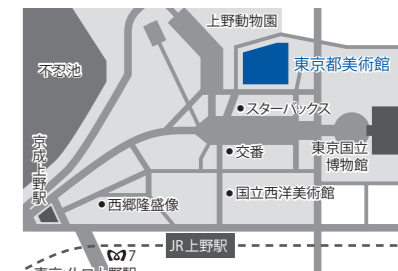 上野動物園
不忍池
東京都美術館
スターバックス
京成上野駅
交番
東京国立
博物館
国立西洋美術館
西郷隆盛像
JR上野駅
7